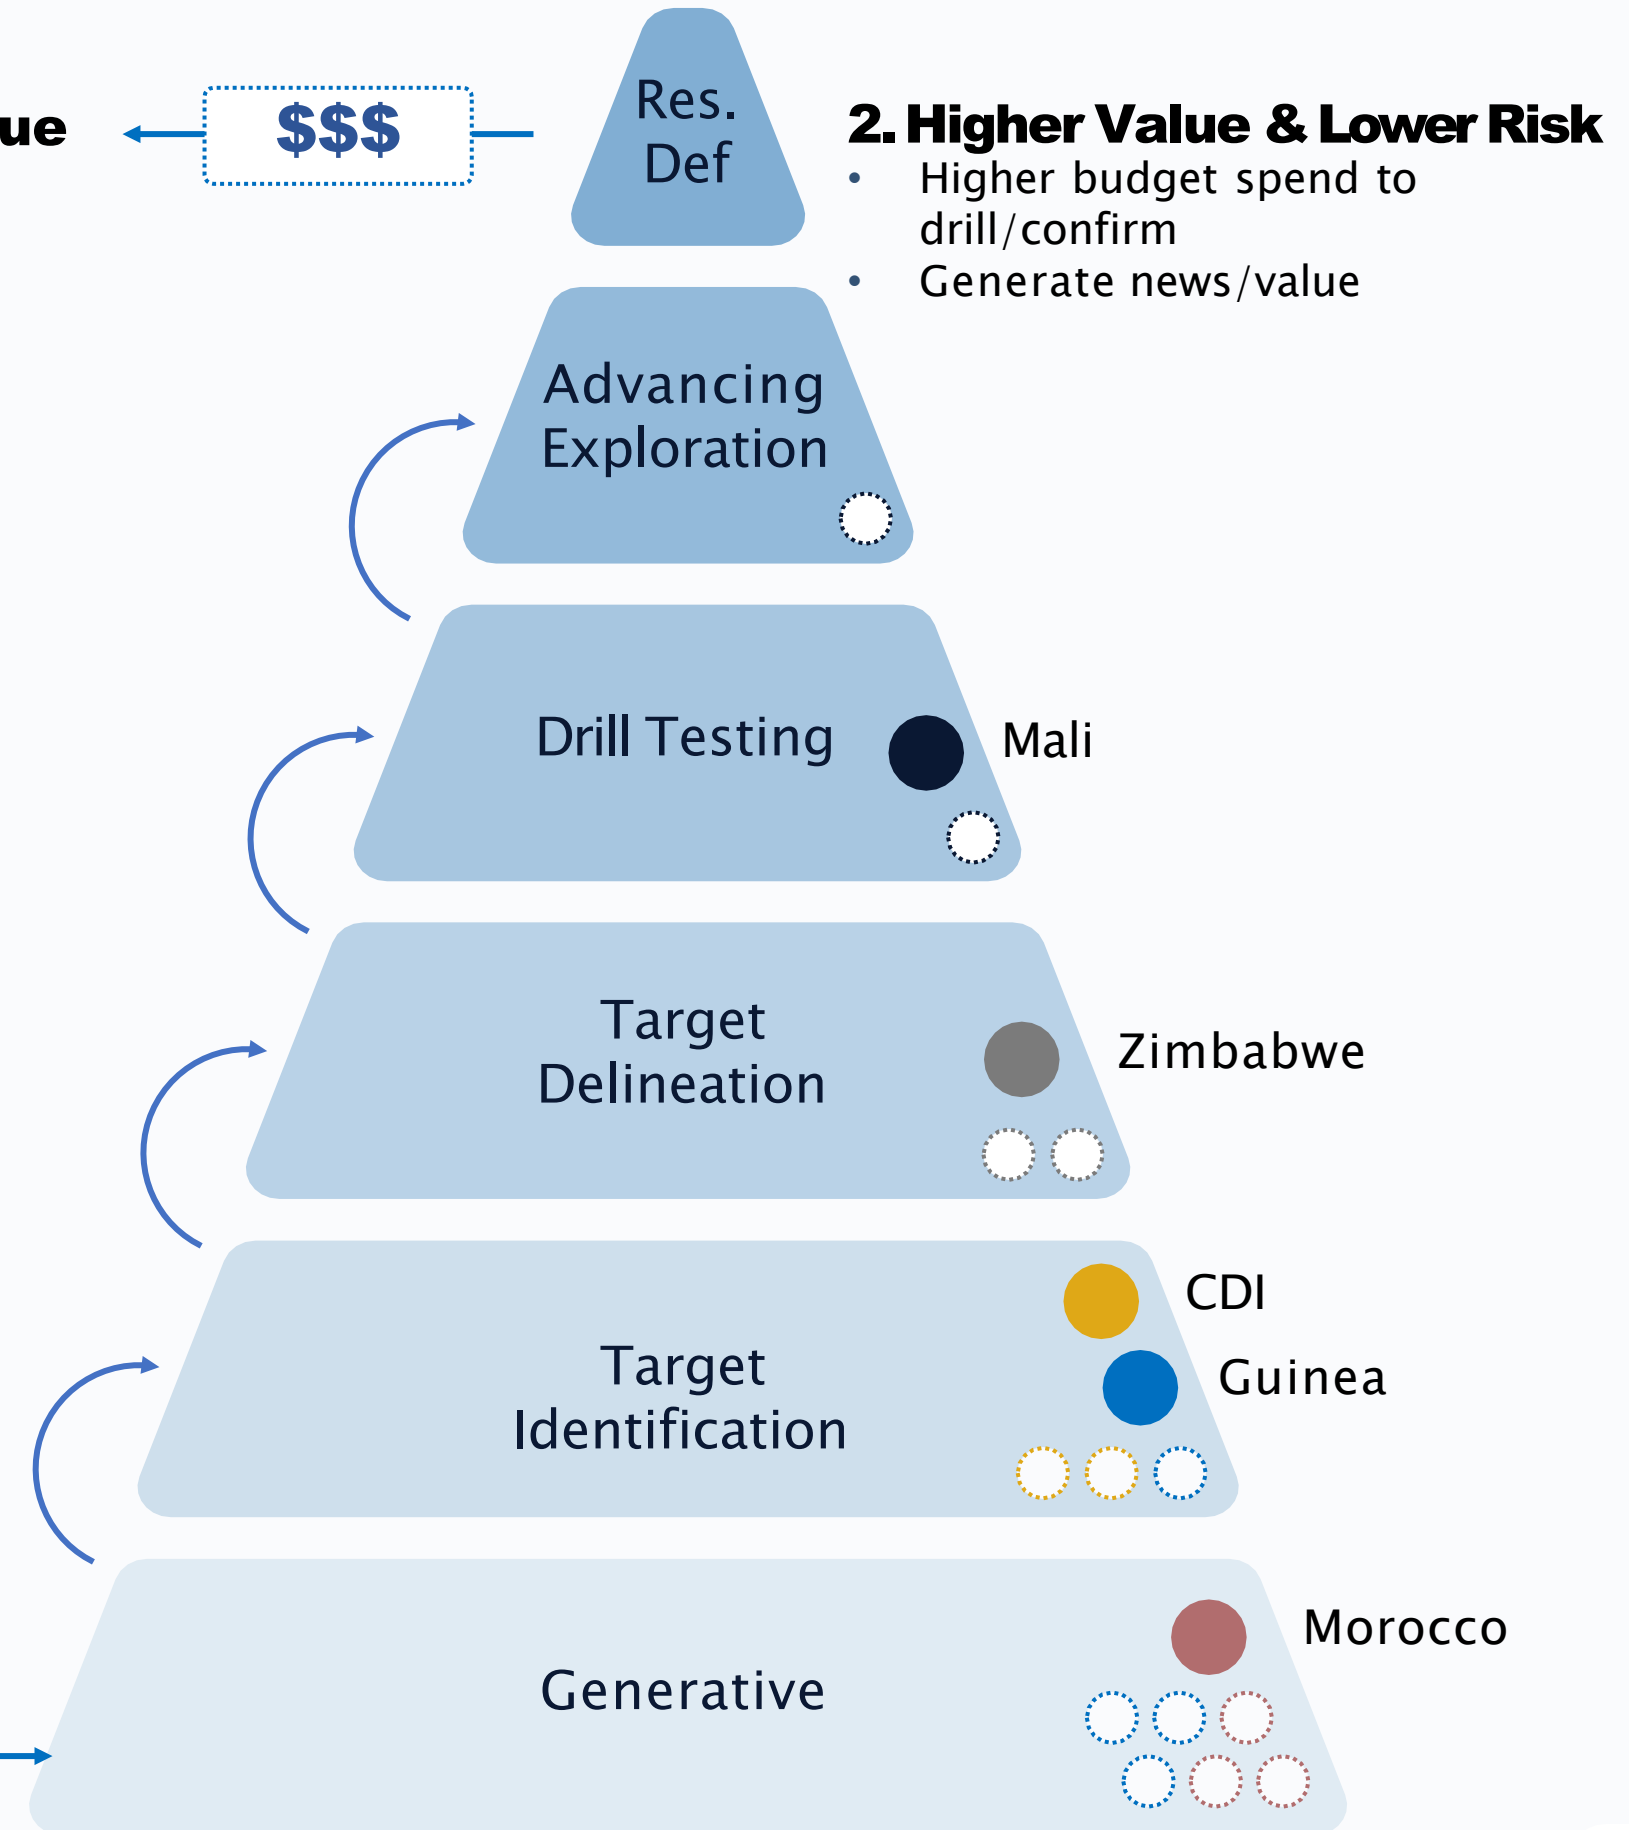 ue
$$$
Res.
Def
2. Higher Value & Lower Risk
• Higher budget spend to
drill/confirm
• Generate news/value
Advancing
Exploration
Drill Testing
Mali
Target
Delineation
Zimbabwe
CDI
Guinea
Target
Identification
Morocco
Generative